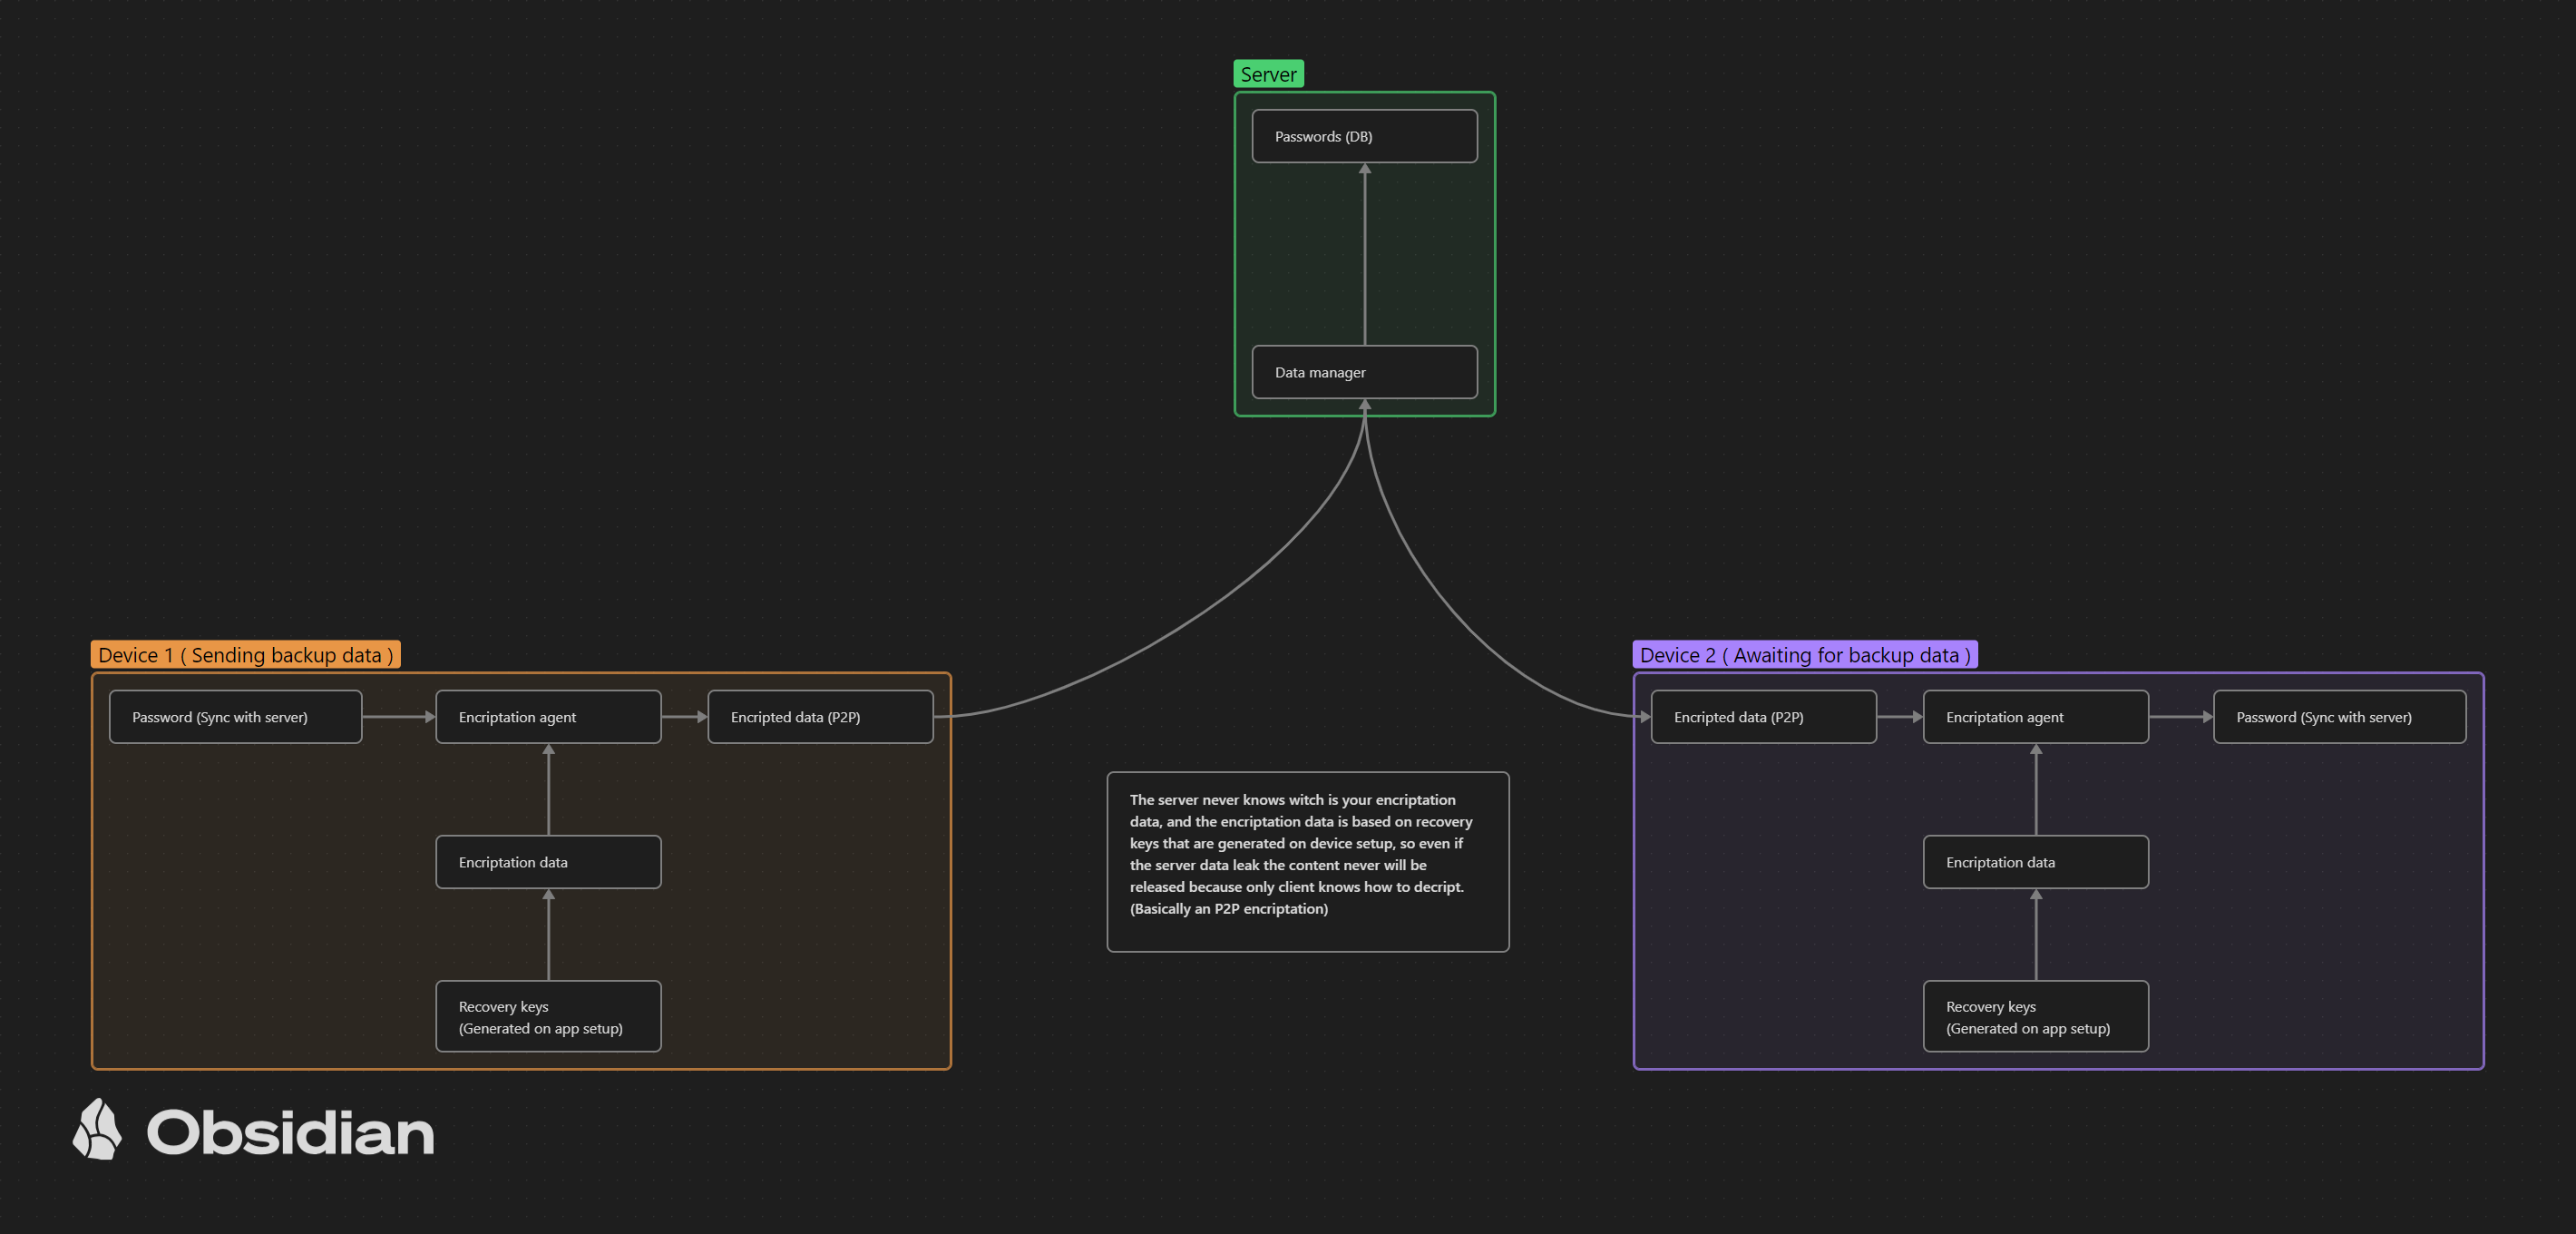 Server
Passwords (DB)
Data manager
Device 1 ( Sending backup data )
Password (Sync with server)
Encriptation agent
Encripted data (P2P)
Encriptation data
Recovery keys
(Generated on app setup)
The server never knows witch is your encriptation
data, and the encriptation data is based on recovery
keys that are generated on device setup, so even if
the server data leak the content never will be
released because only client knows how to decript.
(Basically an P2P encriptation)
Device 2 ( Awaiting for backup data )
Encripted data (P2P)
Encriptation agent
Password (Sync with server)
Encriptation data
Recovery keys
(Generated on app setup)
Obsidian